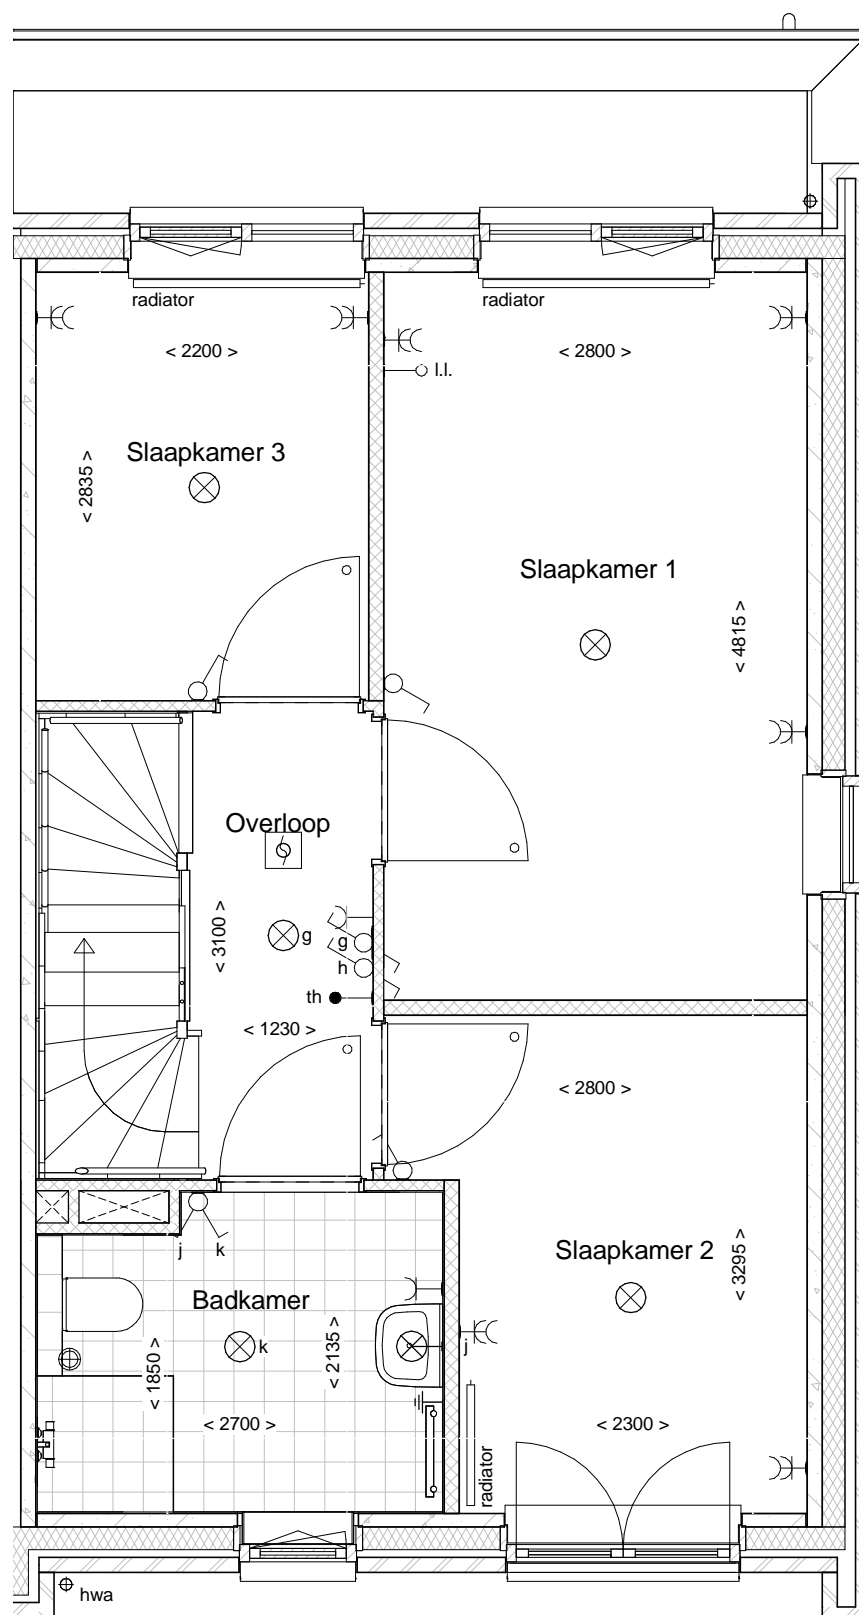 radiator
radiator
< 2200 >
< 2800 >
l.l.
Slaapkamer 3
< 2835 >
Slaapkamer 1
< 4815 >
Overloop
< 3100 >
g
g
h
th
< 1230 >
< 2800 >
j
k
Slaapkamer 2
< 3295 >
Badkamer
k
j
< 1850 >
< 2135 >
< 2700 >
< 2300 >
radiator
hwa